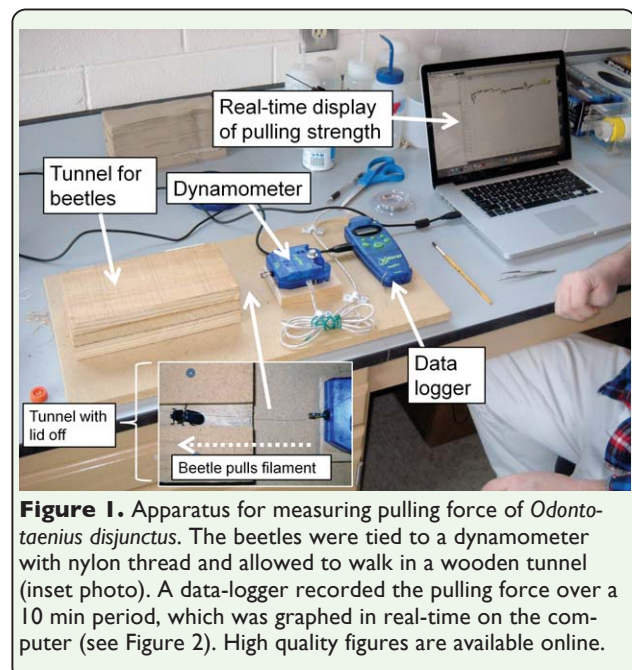 Real-time display
of pulling strength
Tunnel for
beetles
Dynamometer
Data
logger
Tunnel with
lid off
Beetle pulls filament
Figure 1. Apparatus for measuring pulling force of Odonto-
taenius disjunctus. The beetles were tied to a dynamometer
with nylon thread and allowed to walk in a wooden tunnel
(inset photo). A data-logger recorded the pulling force over a
10 min period, which was graphed in real-time on the com-
puter (see Figure 2). High quality figures are available online.